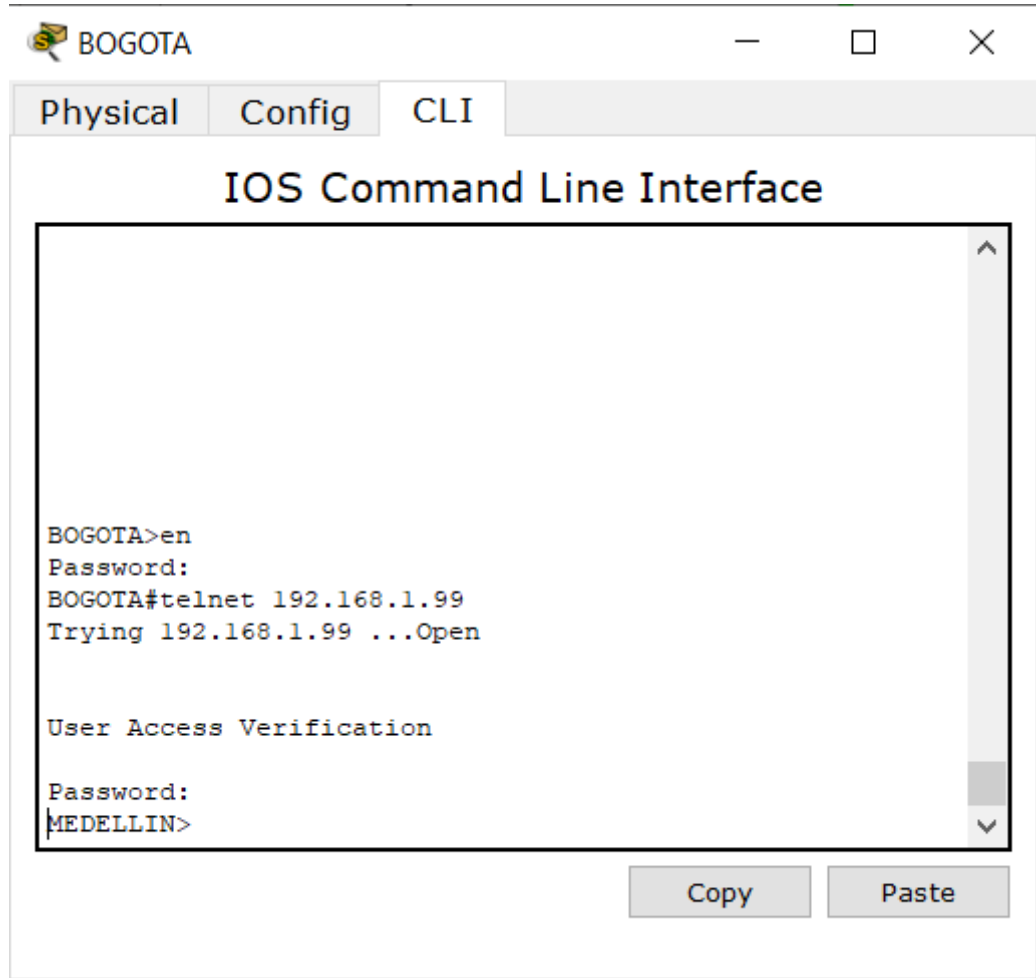 BOGOTA
Physical Config CLI
IOS Command Line Interface
BOGOTA>en
Password:
BOGOTA#telnet 192.168.1.99
Trying 192.168.1.99 ...Open
User Access Verification
Password:
MEDELLIN>
Copy Paste